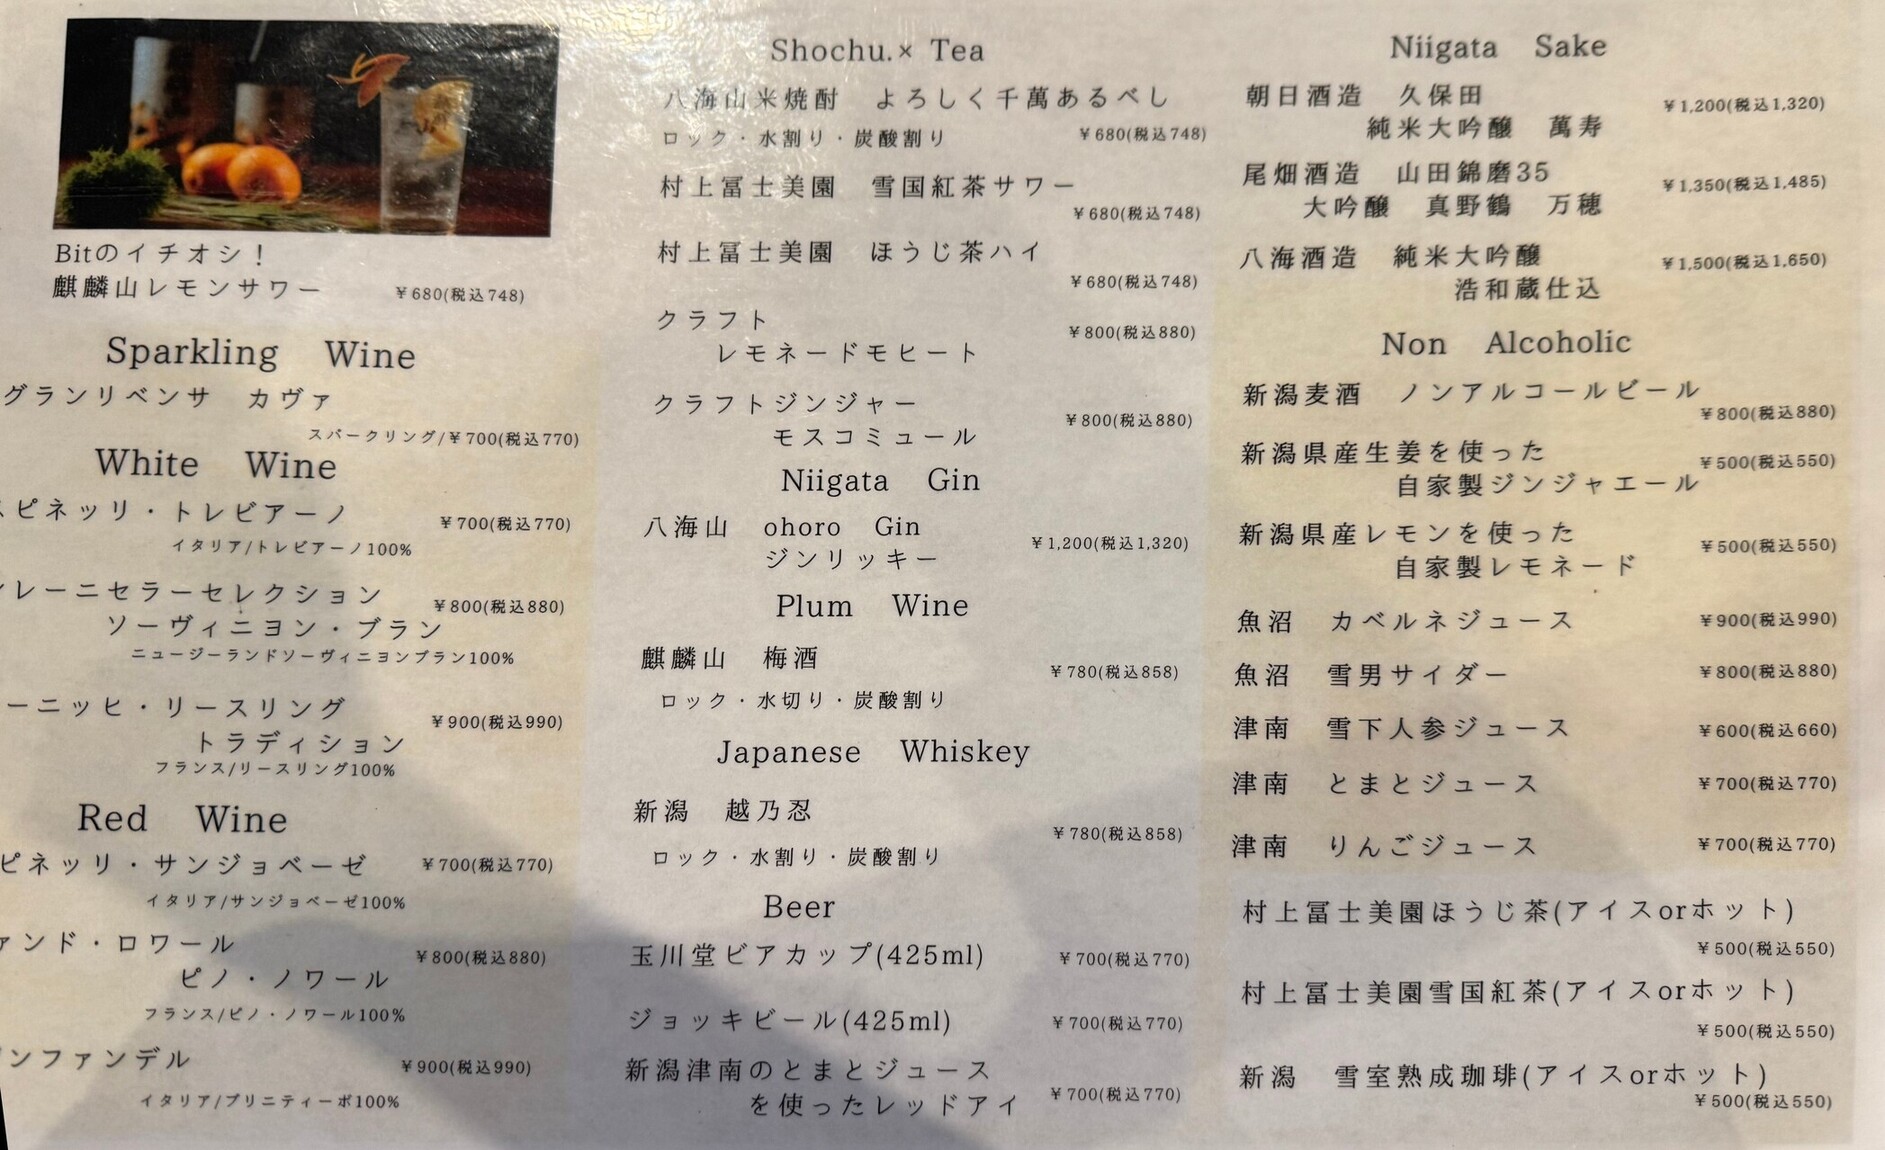 Bitのイチオシ！
麒麟山レモンサワー ¥680(税込748)
Sparkling Wine
グランリベンサ カヴァ
スパークリング/¥700(税込770)
White Wine
スピネッリ・トレビアーノ ¥700(税込770)
イタリア/トレビアーノ100%
レーニセラーセレクション ¥800(税込880)
ソーヴィニヨン・ブラン
ニュージーランドソーヴィニヨンブラン100%
ーニッヒ・リースリング ¥900(税込990)
トラディション
フランス/リースリング100%
Red Wine
ピネッリ・サンジョベーゼ ¥700(税込770)
イタリア/サンジョベーゼ100%
ァンド・ロワール ¥800(税込880)
ピノ・ノワール
フランス/ピノ・ノワール100%
ンファンデル ¥900(税込990)
イタリア/プリミティーボ100%
Shochu.× Tea
八海山米焼酎 よろしく千萬あるべし
ロック・水割り・炭酸割り ¥680(税込748)
村上冨士美園 雪国紅茶サワー
¥680(税込748)
村上冨士美園 ほうじ茶ハイ
¥680(税込748)
クラフト ¥800(税込880)
レモネードモヒート
クラフトジンジャー ¥800(税込880)
モスコミュール
Niigata Gin
八海山 ohoro Gin
ジンリッキー ¥1,200(税込1,320)
Plum Wine
麒麟山 梅酒 ¥780(税込858)
ロック・水切り・炭酸割り
Japanese Whiskey
新潟 越乃忍 ¥780(税込858)
ロック・水割り・炭酸割り
Beer
玉川堂ビアカップ(425ml) ¥700(税込770)
ジョッキビール(425ml) ¥700(税込770)
新潟津南のとまとジュース
を使ったレッドアイ ¥700(税込770)
Niigata Sake
朝日酒造 久保田 ¥1,200(税込1,320)
純米大吟醸 萬寿
尾畑酒造 山田錦磨35 ¥1,350(税込1,485)
大吟醸 真野鶴 万穂
八海酒造 純米大吟醸 ¥1,500(税込1,650)
浩和蔵仕込
Non Alcoholic
新潟麦酒 ノンアルコールビール
¥800(税込880)
新潟県産生姜を使った ¥500(税込550)
自家製ジンジャエール
新潟県産レモンを使った ¥500(税込550)
自家製レモネード
魚沼 カベルネジュース ¥900(税込990)
魚沼 雪男サイダー ¥800(税込880)
津南 雪下人参ジュース ¥600(税込660)
津南 とまとジュース ¥700(税込770)
津南 りんごジュース ¥700(税込770)
村上冨士美園ほうじ茶(アイスorホット)
¥500(税込550)
村上冨士美園雪国紅茶(アイスorホット)
¥500(税込550)
新潟 雪室熟成珈琲(アイスorホット)
¥500(税込550)